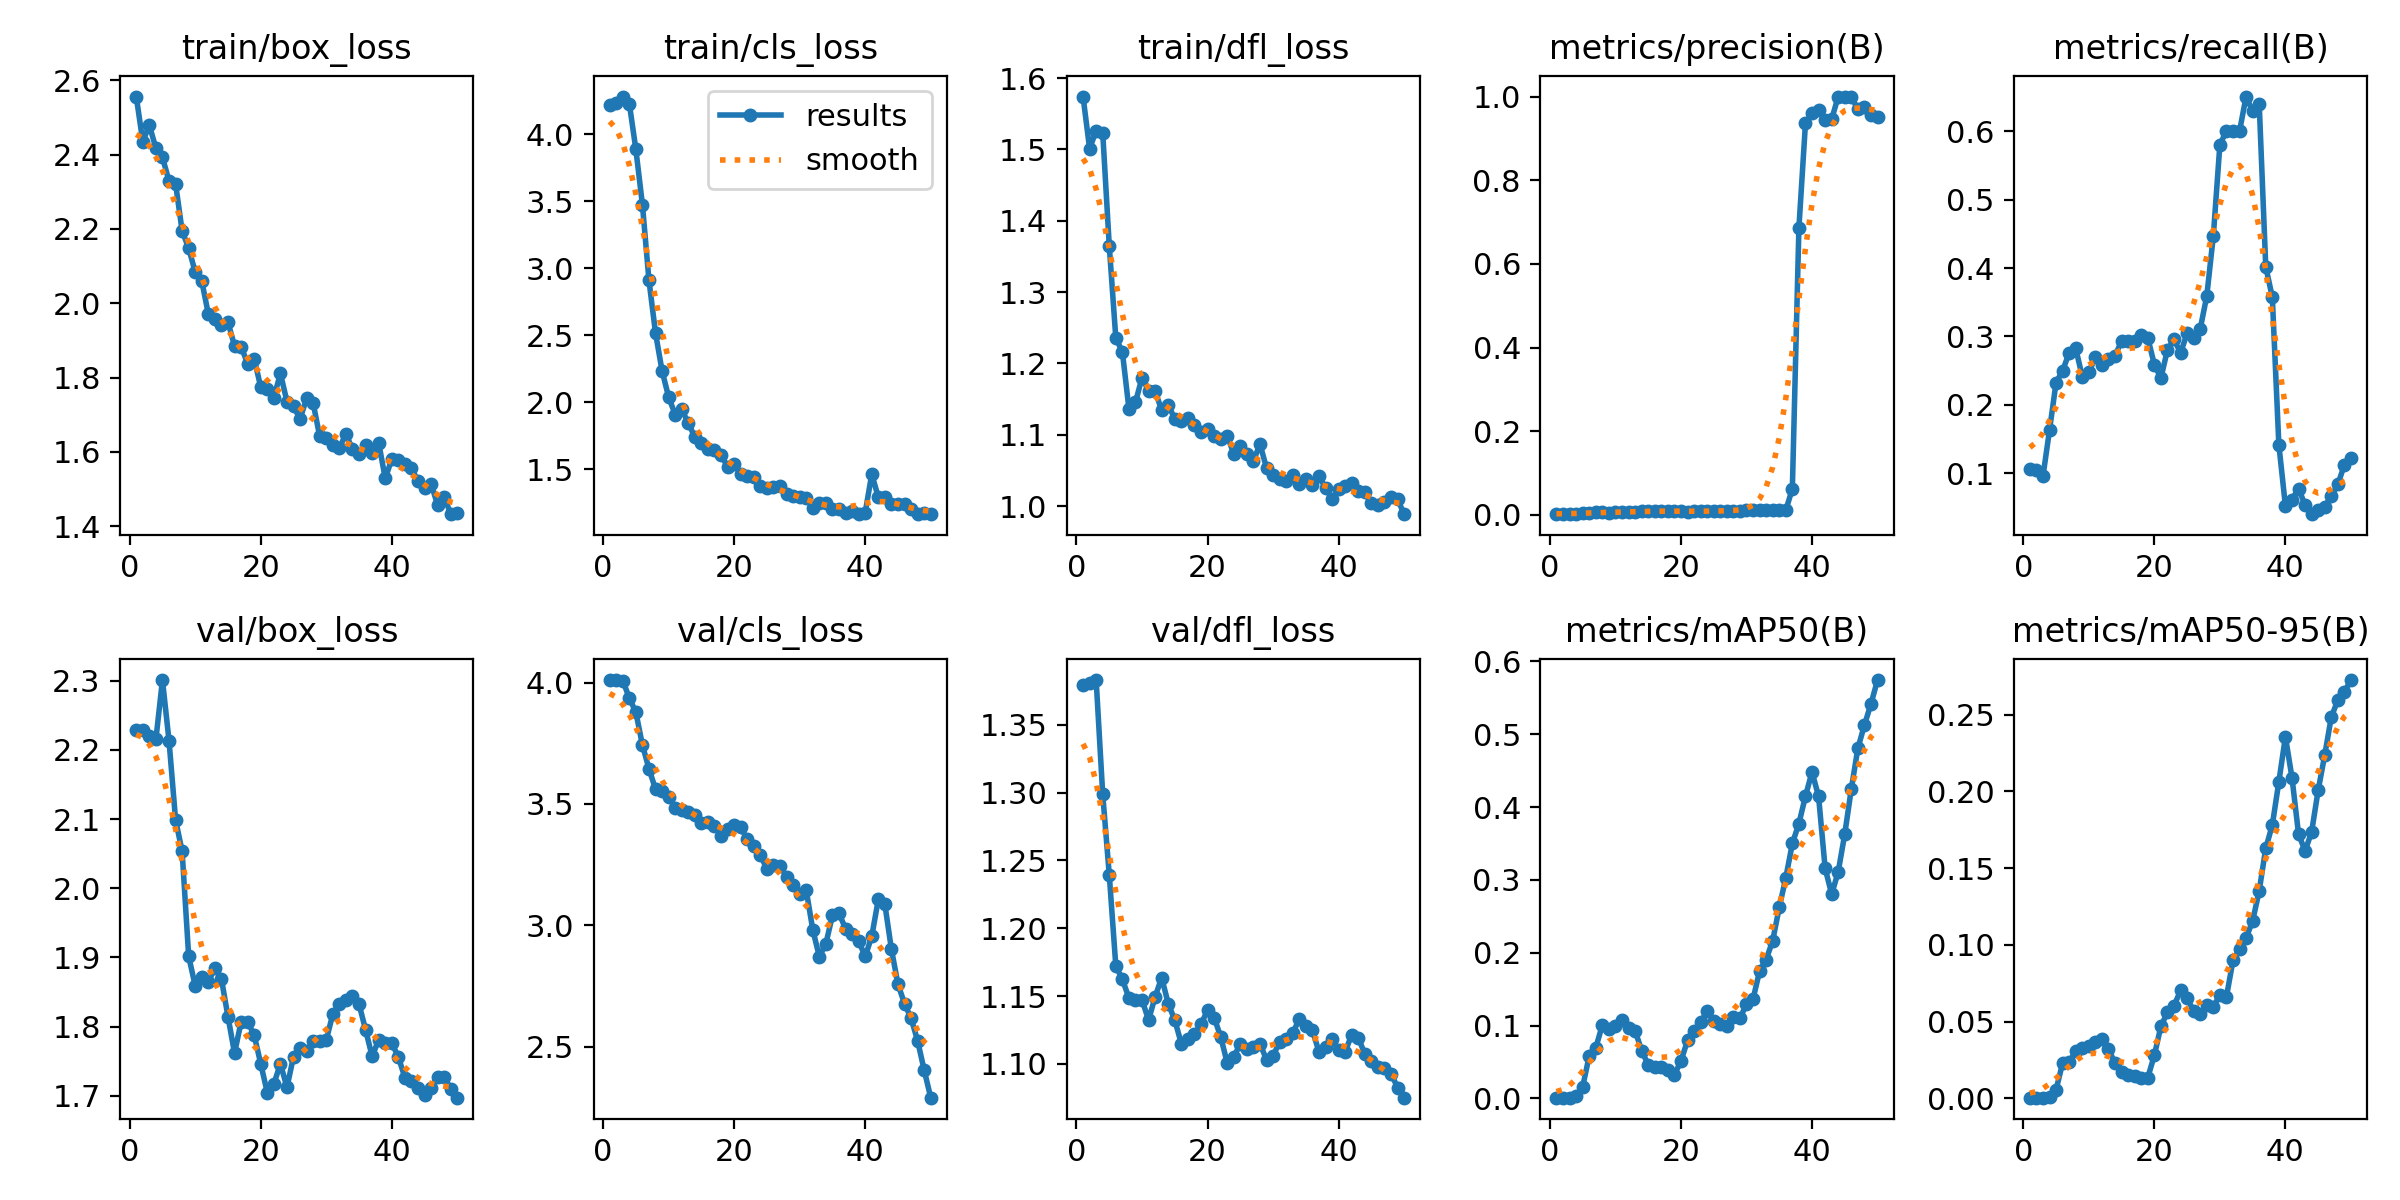 train/box_loss
2.6
2.4
2.2
2.0
1.8
1.6
1.4
0 20 40
train/cls_loss
results
smooth
4.0
3.5
3.0
2.5
2.0
1.5
0 20 40
train/dfl_loss
1.6
1.5
1.4
1.3
1.2
1.1
1.0
0 20 40
metrics/precision(B)
1.0
0.8
0.6
0.4
0.2
0.0
0 20 40
metrics/recall(B)
0.6
0.5
0.4
0.3
0.2
0.1
0 20 40
val/box_loss
2.3
2.2
2.1
2.0
1.9
1.8
1.7
0 20 40
val/cls_loss
4.0
3.5
3.0
2.5
0 20 40
val/dfl_loss
1.35
1.30
1.25
1.20
1.15
1.10
0 20 40
metrics/mAP50(B)
0.6
0.5
0.4
0.3
0.2
0.1
0.0
0 20 40
metrics/mAP50-95(B)
0.25
0.20
0.15
0.10
0.05
0.00
0 20 40